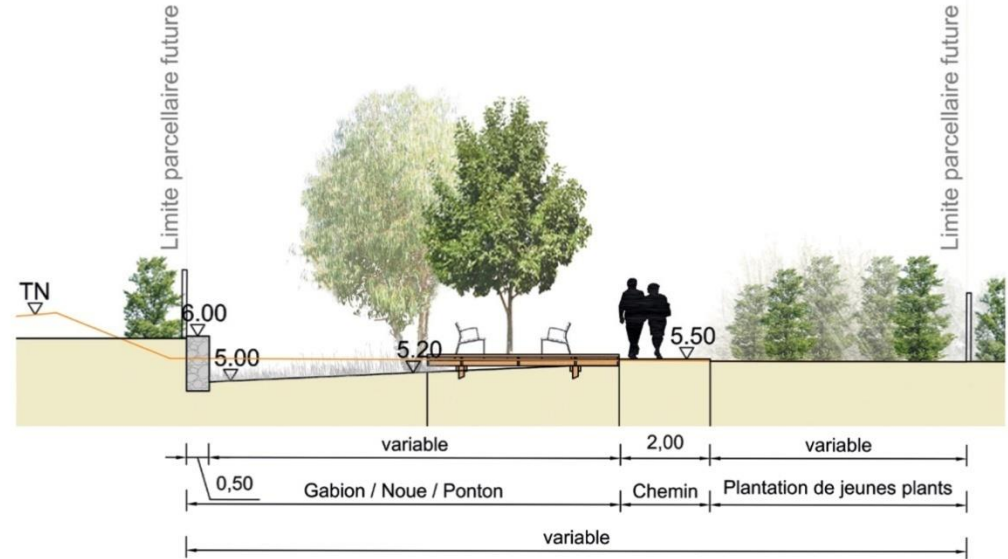 Limite parcellaire future
Limite parcellaire future
TN
6.00
5.00
5.20
5.50
variable
2,00
variable
0,50
Gabion / Noue / Ponton
Chemin
Plantation de jeunes plants
variable